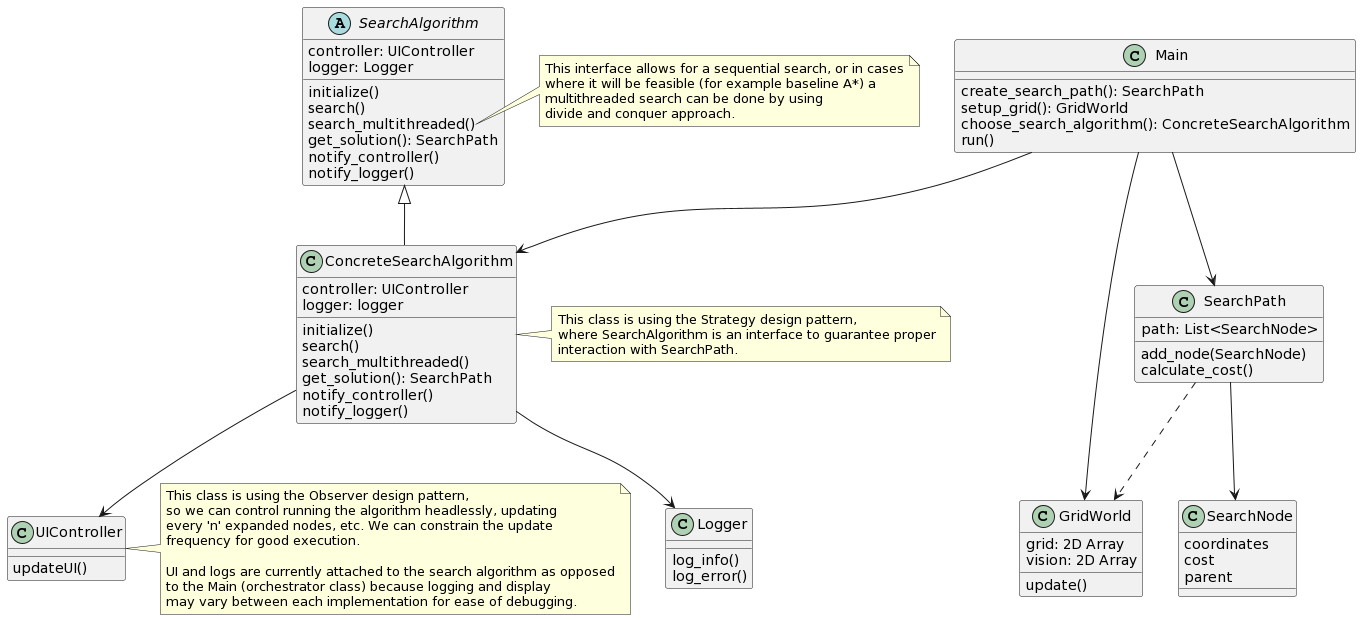 A SearchAlgorithm
controller: UIController
logger: Logger
initialize()
search()
search_multithreaded()
get_solution(): SearchPath
notify_controller()
notify_logger()
This interface allows for a sequential search, or in cases
where it will be feasible (for example baseline A*) a
multithreaded search can be done by using
divide and conquer approach.
C Main
create_search_path(): SearchPath
setup_grid(): GridWorld
choose_search_algorithm(): ConcreteSearchAlgorithm
run()
C ConcreteSearchAlgorithm
controller: UIController
logger: logger
initialize()
search()
search_multithreaded()
get_solution(): SearchPath
notify_controller()
notify_logger()
This class is using the Strategy design pattern,
where SearchAlgorithm is an interface to guarantee proper
interaction with SearchPath.
C SearchPath
path: List<SearchNode>
add_node(SearchNode)
calculate_cost()
C UIController
updateUI()
This class is using the Observer design pattern,
so we can control running the algorithm headlessly, updating
every 'n' expanded nodes, etc. We can constrain the update
frequency for good execution.
UI and logs are currently attached to the search algorithm as opposed
to the Main (orchestrator class) because logging and display
may vary between each implementation for ease of debugging.
C Logger
log_info()
log_error()
C GridWorld
grid: 2D Array
vision: 2D Array
update()
C SearchNode
coordinates
cost
parent